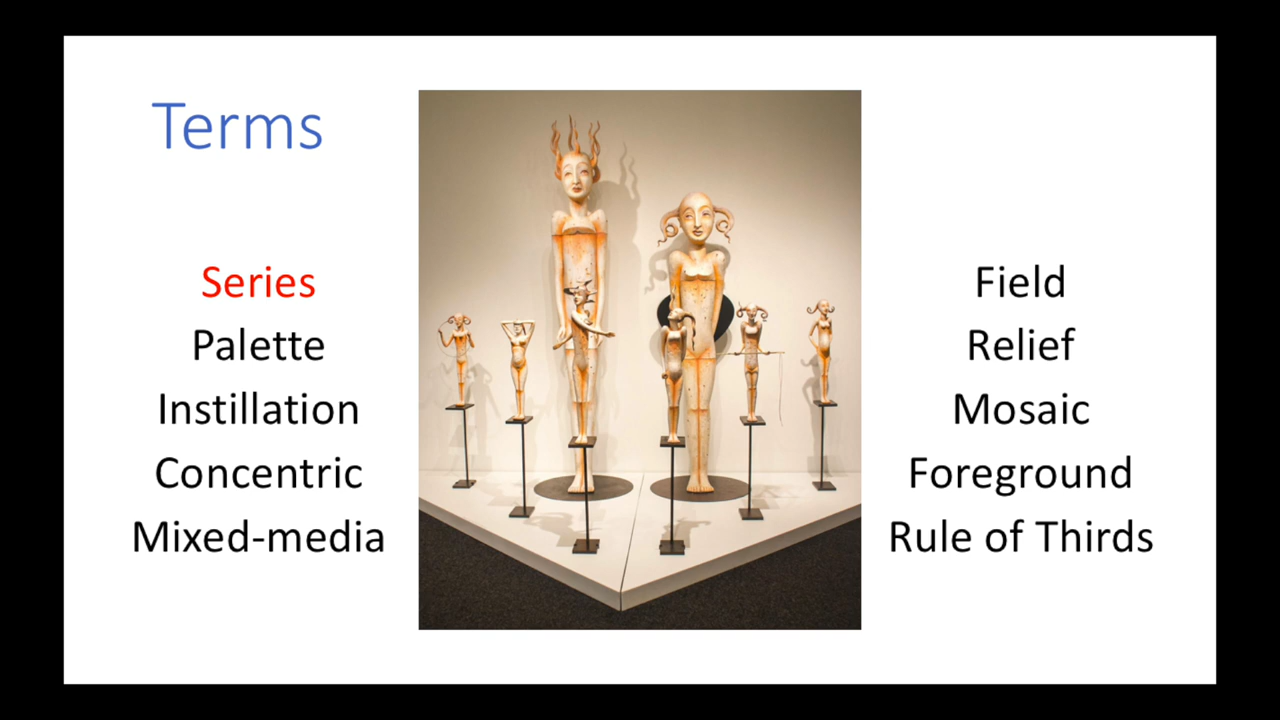 Terms
Series
Palette
Instillation
Concentric
Mixed-media
Field
Relief
Mosaic
Foreground
Rule of Thirds